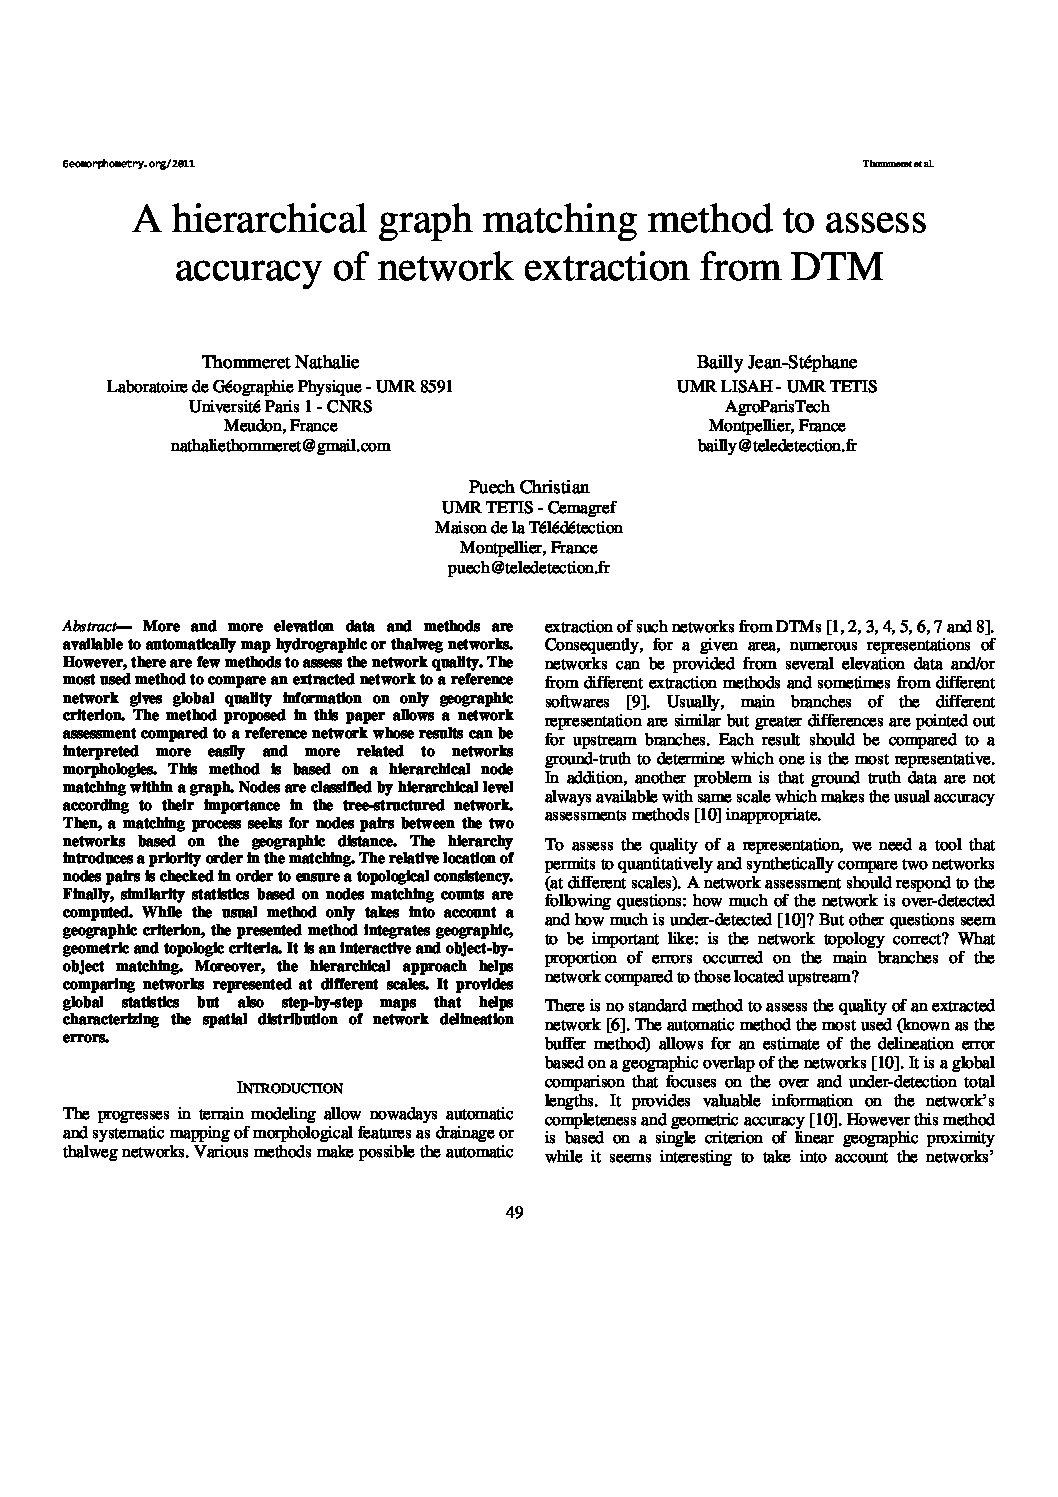 Geomorphometry.org/2011
Thommeret et al.
A hierarchical graph matching method to assess
accuracy of network extraction from DTM
Thommeret Nathalie
Laboratoire de Géographie Physique - UMR 8591
Université Paris 1 - CNRS
Meudon, France
nathaliethommeret@gmail.com
Bailly Jean-Stéphane
UMR LISAH - UMR TETIS
AgroParisTech
Montpellier, France
bailly@teledetection.fr
Puech Christian
UMR TETIS - Cemagref
Maison de la Télédétection
Montpellier, France
puech@teledetection.fr
Abstract— More and more elevation data and methods are
available to automatically map hydrographic or thalweg networks.
However, there are few methods to assess the network quality. The
most used method to compare an extracted network to a reference
network gives global quality information on only geographic
criterion. The method proposed in this paper allows a network
assessment compared to a reference network whose results can be
interpreted more easily and more related to networks
morphologies. This method is based on a hierarchical node
matching within a graph. Nodes are classified by hierarchical level
according to their importance in the tree-structured network.
Then, a matching process seeks for nodes pairs between the two
networks based on the geographic distance. The hierarchy
introduces a priority order in the matching. The relative location of
nodes pairs is checked in order to ensure a topological consistency.
Finally, similarity statistics based on nodes matching counts are
computed. While the usual method only takes into account a
geographic criterion, the presented method integrates geographic,
geometric and topologic criteria. It is an interactive and object-by-
object matching. Moreover, the hierarchical approach helps
comparing networks represented at different scales. It provides
global statistics but also step-by-step maps that helps
characterizing the spatial distribution of network delineation
errors.
INTRODUCTION
The progresses in terrain modeling allow nowadays automatic
and systematic mapping of morphological features as drainage or
thalweg networks. Various methods make possible the automatic
extraction of such networks from DTMs [1, 2, 3, 4, 5, 6, 7 and 8].
Consequently, for a given area, numerous representations of
networks can be provided from several elevation data and/or
from different extraction methods and sometimes from different
softwares [9]. Usually, main branches of the different
representation are similar but greater differences are pointed out
for upstream branches. Each result should be compared to a
ground-truth to determine which one is the most representative.
In addition, another problem is that ground truth data are not
always available with same scale which makes the usual accuracy
assessments methods [10] inappropriate.
To assess the quality of a representation, we need a tool that
permits to quantitatively and synthetically compare two networks
(at different scales). A network assessment should respond to the
following questions: how much of the network is over-detected
and how much is under-detected [10]? But other questions seem
to be important like: is the network topology correct? What
proportion of errors occurred on the main branches of the
network compared to those located upstream?
There is no standard method to assess the quality of an extracted
network [6]. The automatic method the most used (known as the
buffer method) allows for an estimate of the delineation error
based on a geographic overlap of the networks [10]. It is a global
comparison that focuses on the over and under-detection total
lengths. It provides valuable information on the network's
completeness and geometric accuracy [10]. However this method
is based on a single criterion of linear geographic proximity
while it seems interesting to take into account the networks'
49